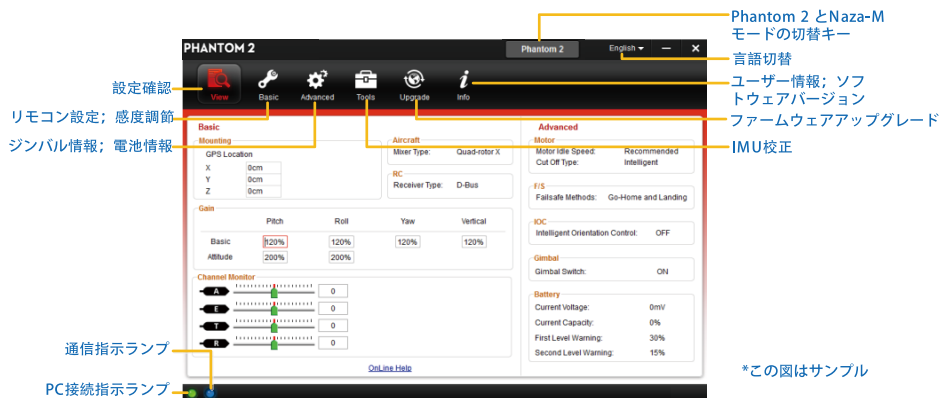 Phantom 2 とNaza-M
モードの切替キー
PHANTOM 2
Phantom 2
English
言語切替
設定確認
View
Basic
Advanced
Tools
Upgrade
Info
ユーザー情報；ソフ
トウェアバージョン
リモコン設定；感度調節
ファームウェアアップグレード
ジンバル情報；電池情報
IMU校正
Basic
Mounting
GPS Location
X 0cm
Y 0cm
Z 0cm
Aircraft
Mixer Type: Quad-rotor X
RC
Receiver Type: D-Bus
Gain
Pitch Roll Yaw Vertical
Basic 120% 120% 120% 120%
Attitude 200% 200%
Channel Monitor
A 0
E 0
T 0
R 0
OnLine Help
Advanced
Motor
Motor Idle Speed: Recommended
Cut Off Type: Intelligent
F/S
Failsafe Methods: Go-Home and Landing
IOC
Intelligent Orientation Control: OFF
Gimbal
Gimbal Switch: ON
Battery
Current Voltage: 0mV
Current Capacity: 0%
First Level Warning: 30%
Second Level Warning: 15%
通信指示ランプ
PC接続指示ランプ
*この図はサンプル